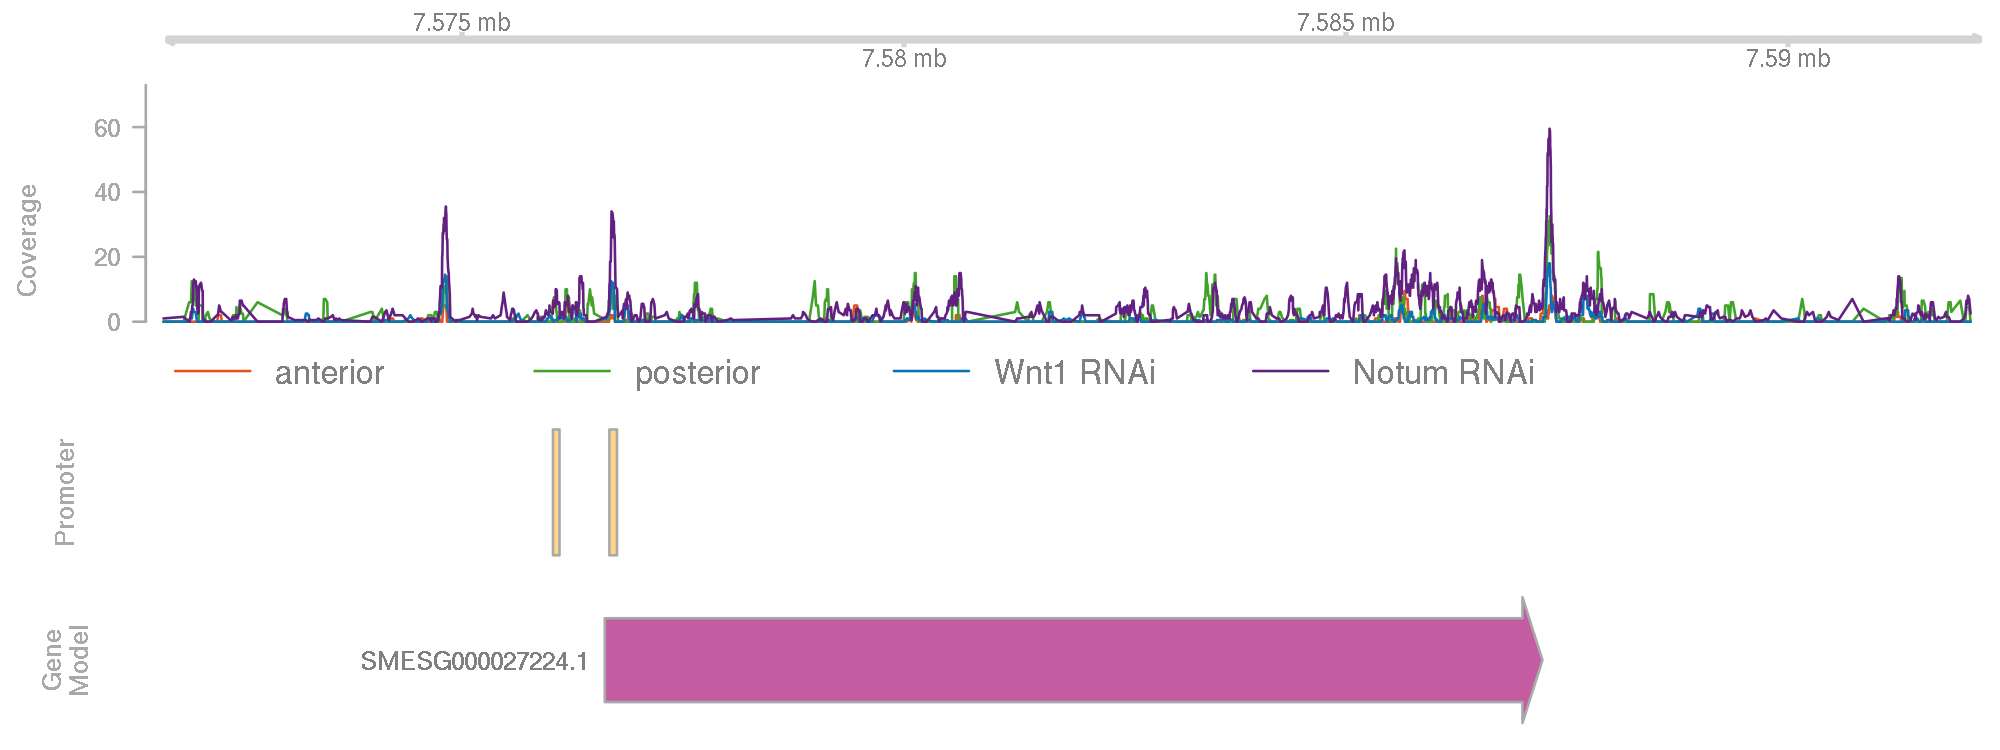 7.575 mb
7.585 mb
7.58 mb
7.59 mb
Coverage
60
40
20
0
anterior
posterior
Wnt1 RNAi
Notum RNAi
Promoter
Gene
Model
SMESG000027224.1